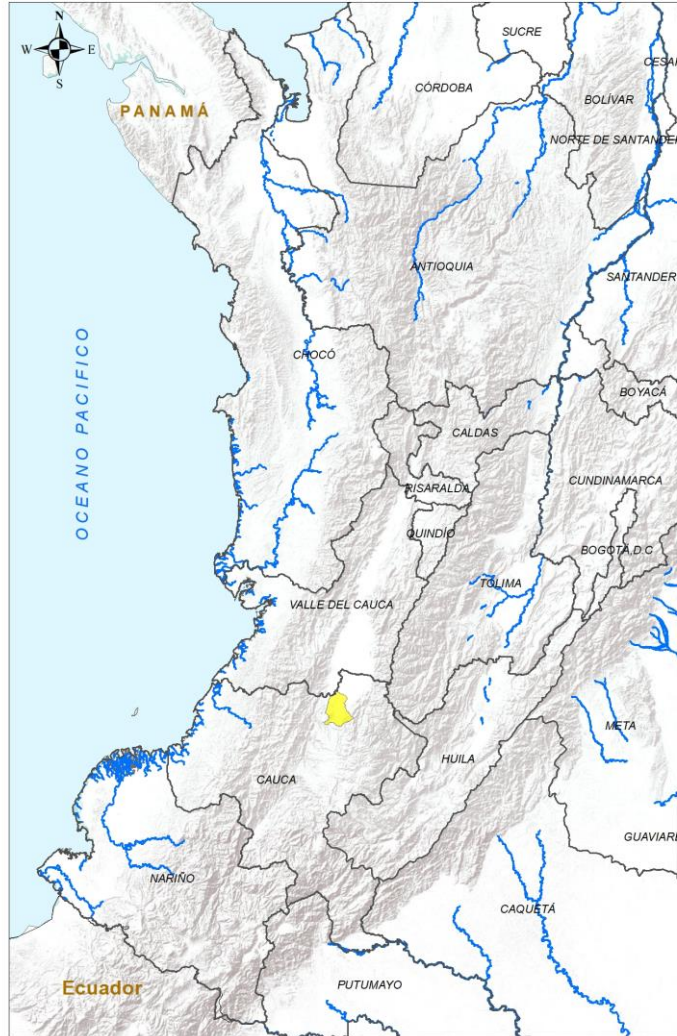 N
W E
S
PANAMÁ
SUCRE
CÓRDOBA
BOLÍVAR
NORTE DE SANTANDER
ANTIOQUIA
SANTANDER
CHOCÓ
OCEANO PACIFICO
BOYACÁ
CALDAS
CUNDINAMARCA
RISARALDA
QUINDÍO
BOGOTÁ, D.C
TOLIMA
VALLE DEL CAUCA
META
HUILA
CAUCA
GUAVIARE
NARIÑO
CAQUETÁ
Ecuador
PUTUMAYO